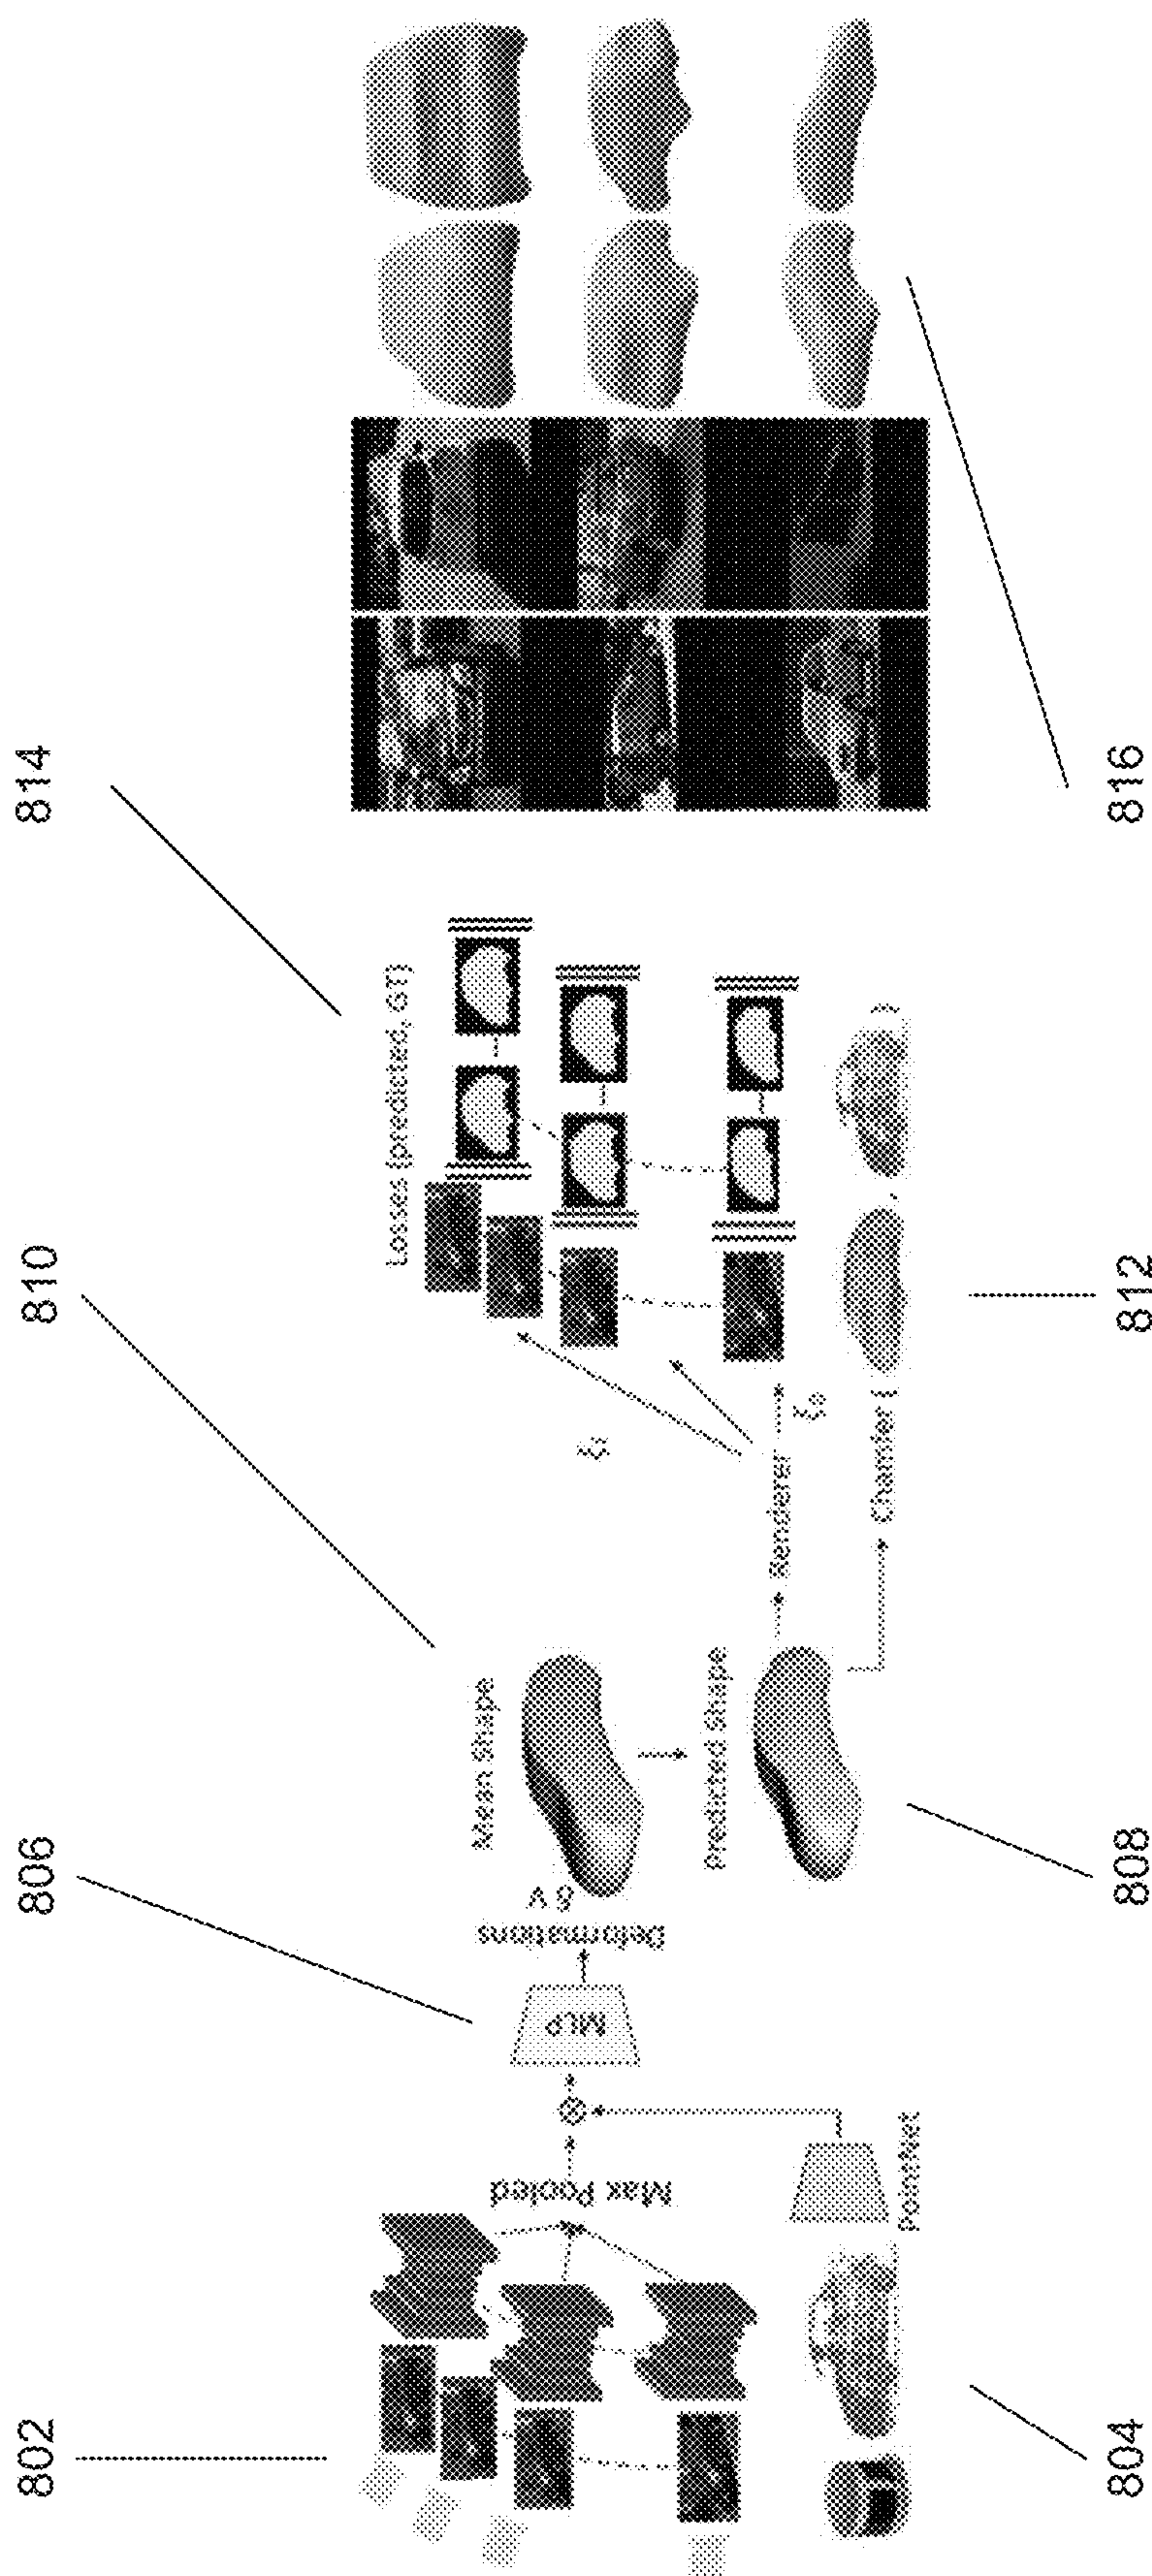 802
806
810
814
Losses (predicted, GT)
Mean Shape
Max Pooled
MLP
Deformations
δ V
ξi
Predicted Shape
Renderer
ξ0
PointNet
Chamfer ( , )
804
808
812
816